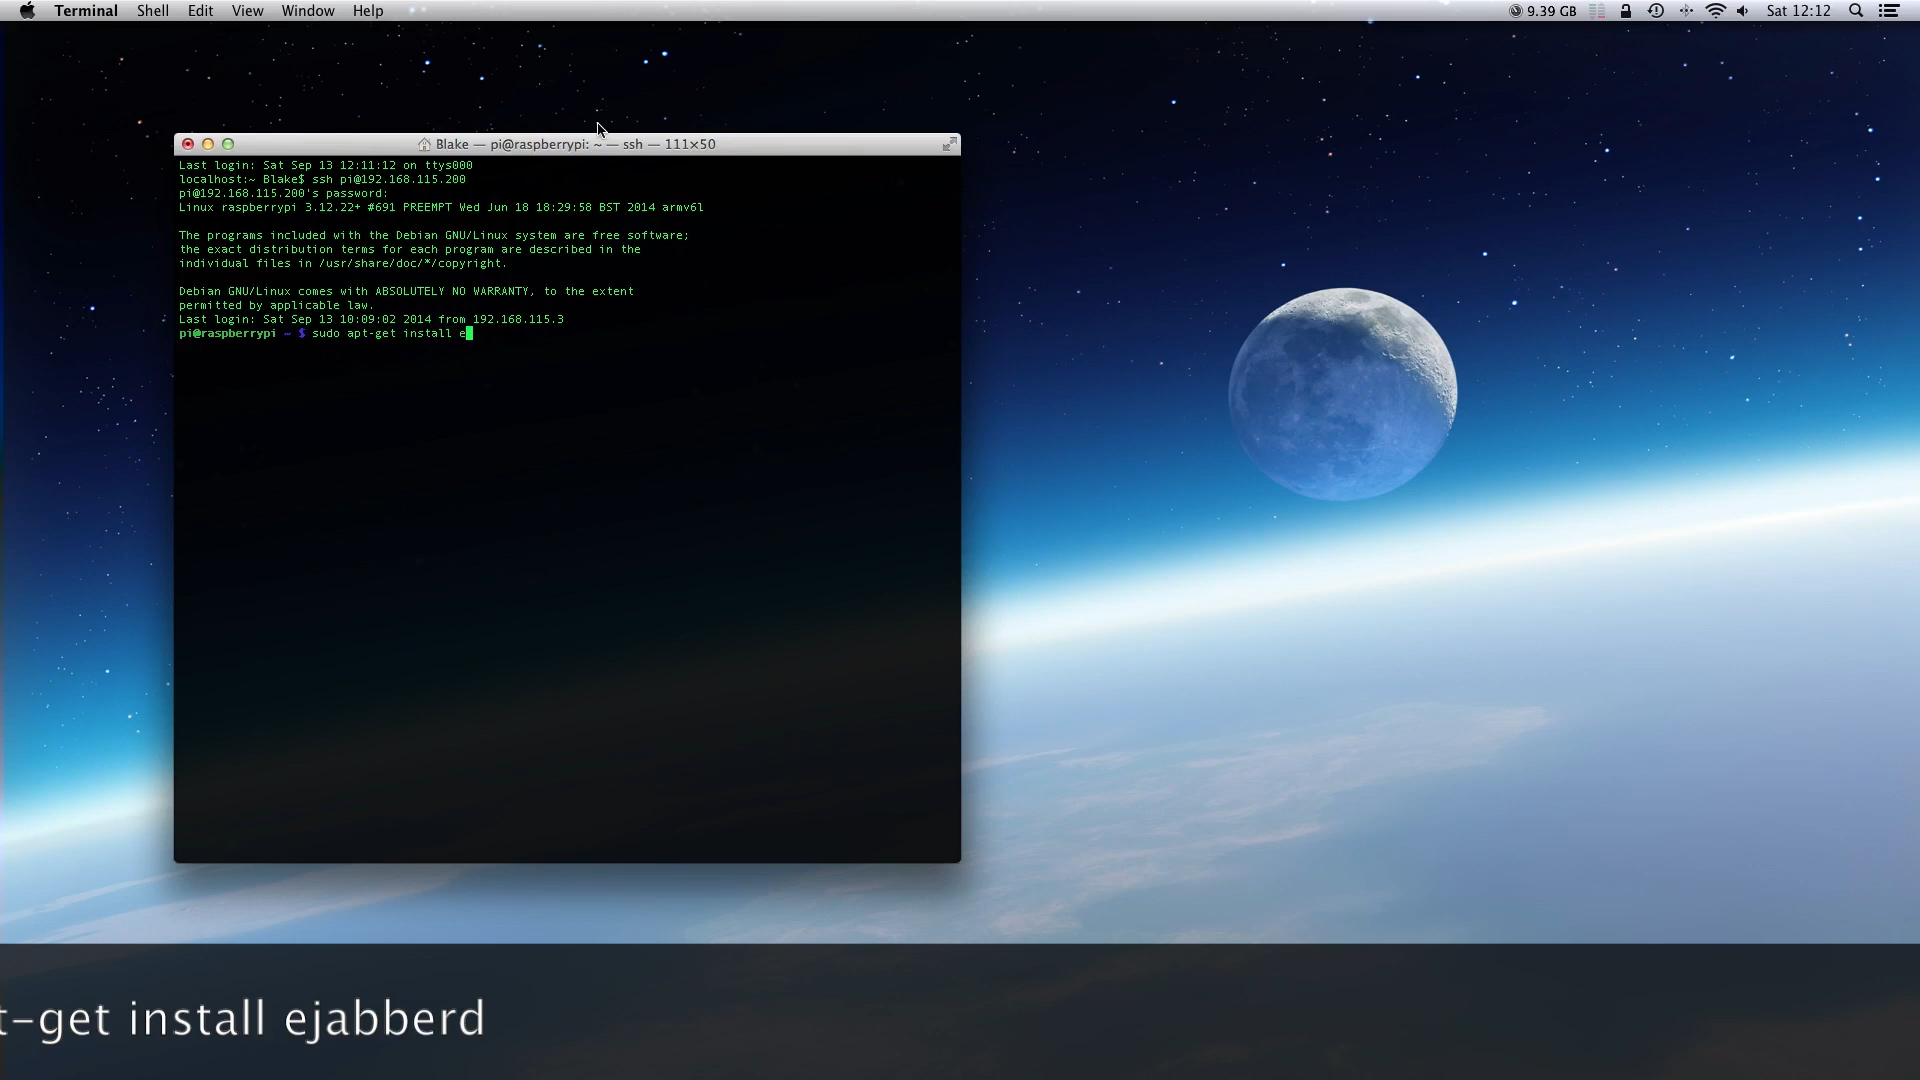 Terminal Shell Edit View Window Help 9.39 GB Sat 12:12
Blake — pi@raspberrypi: ~ — ssh — 111×50
Last login: Sat Sep 13 12:11:12 on ttys000
localhost:~ Blake$ ssh pi@192.168.115.200
pi@192.168.115.200's password:
Linux raspberrypi 3.12.22+ #691 PREEMPT Wed Jun 18 18:29:58 BST 2014 armv6l
The programs included with the Debian GNU/Linux system are free software;
the exact distribution terms for each program are described in the
individual files in /usr/share/doc/*/copyright.
Debian GNU/Linux comes with ABSOLUTELY NO WARRANTY, to the extent
permitted by applicable law.
Last login: Sat Sep 13 10:09:02 2014 from 192.168.115.3
pi@raspberrypi ~ $ sudo apt-get install e
t-get install ejabberd